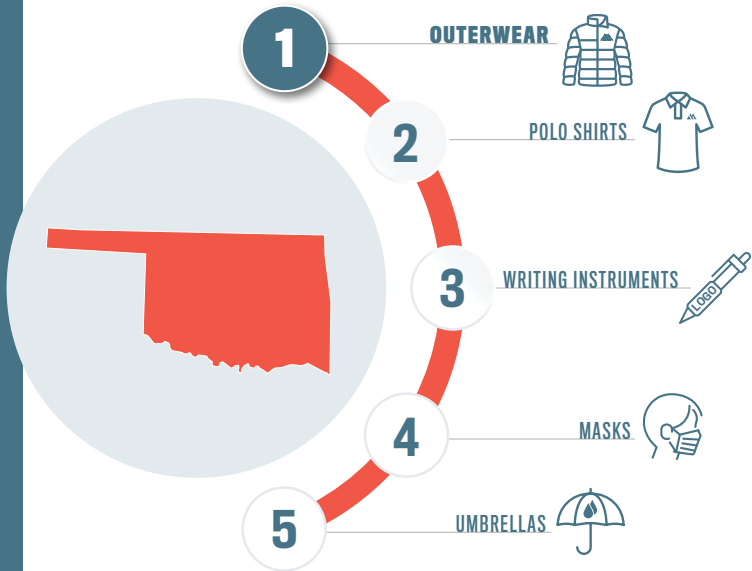 1
OUTERWEAR
2
POLO SHIRTS
3
WRITING INSTRUMENTS
LOGO
4
MASKS
5
UMBRELLAS